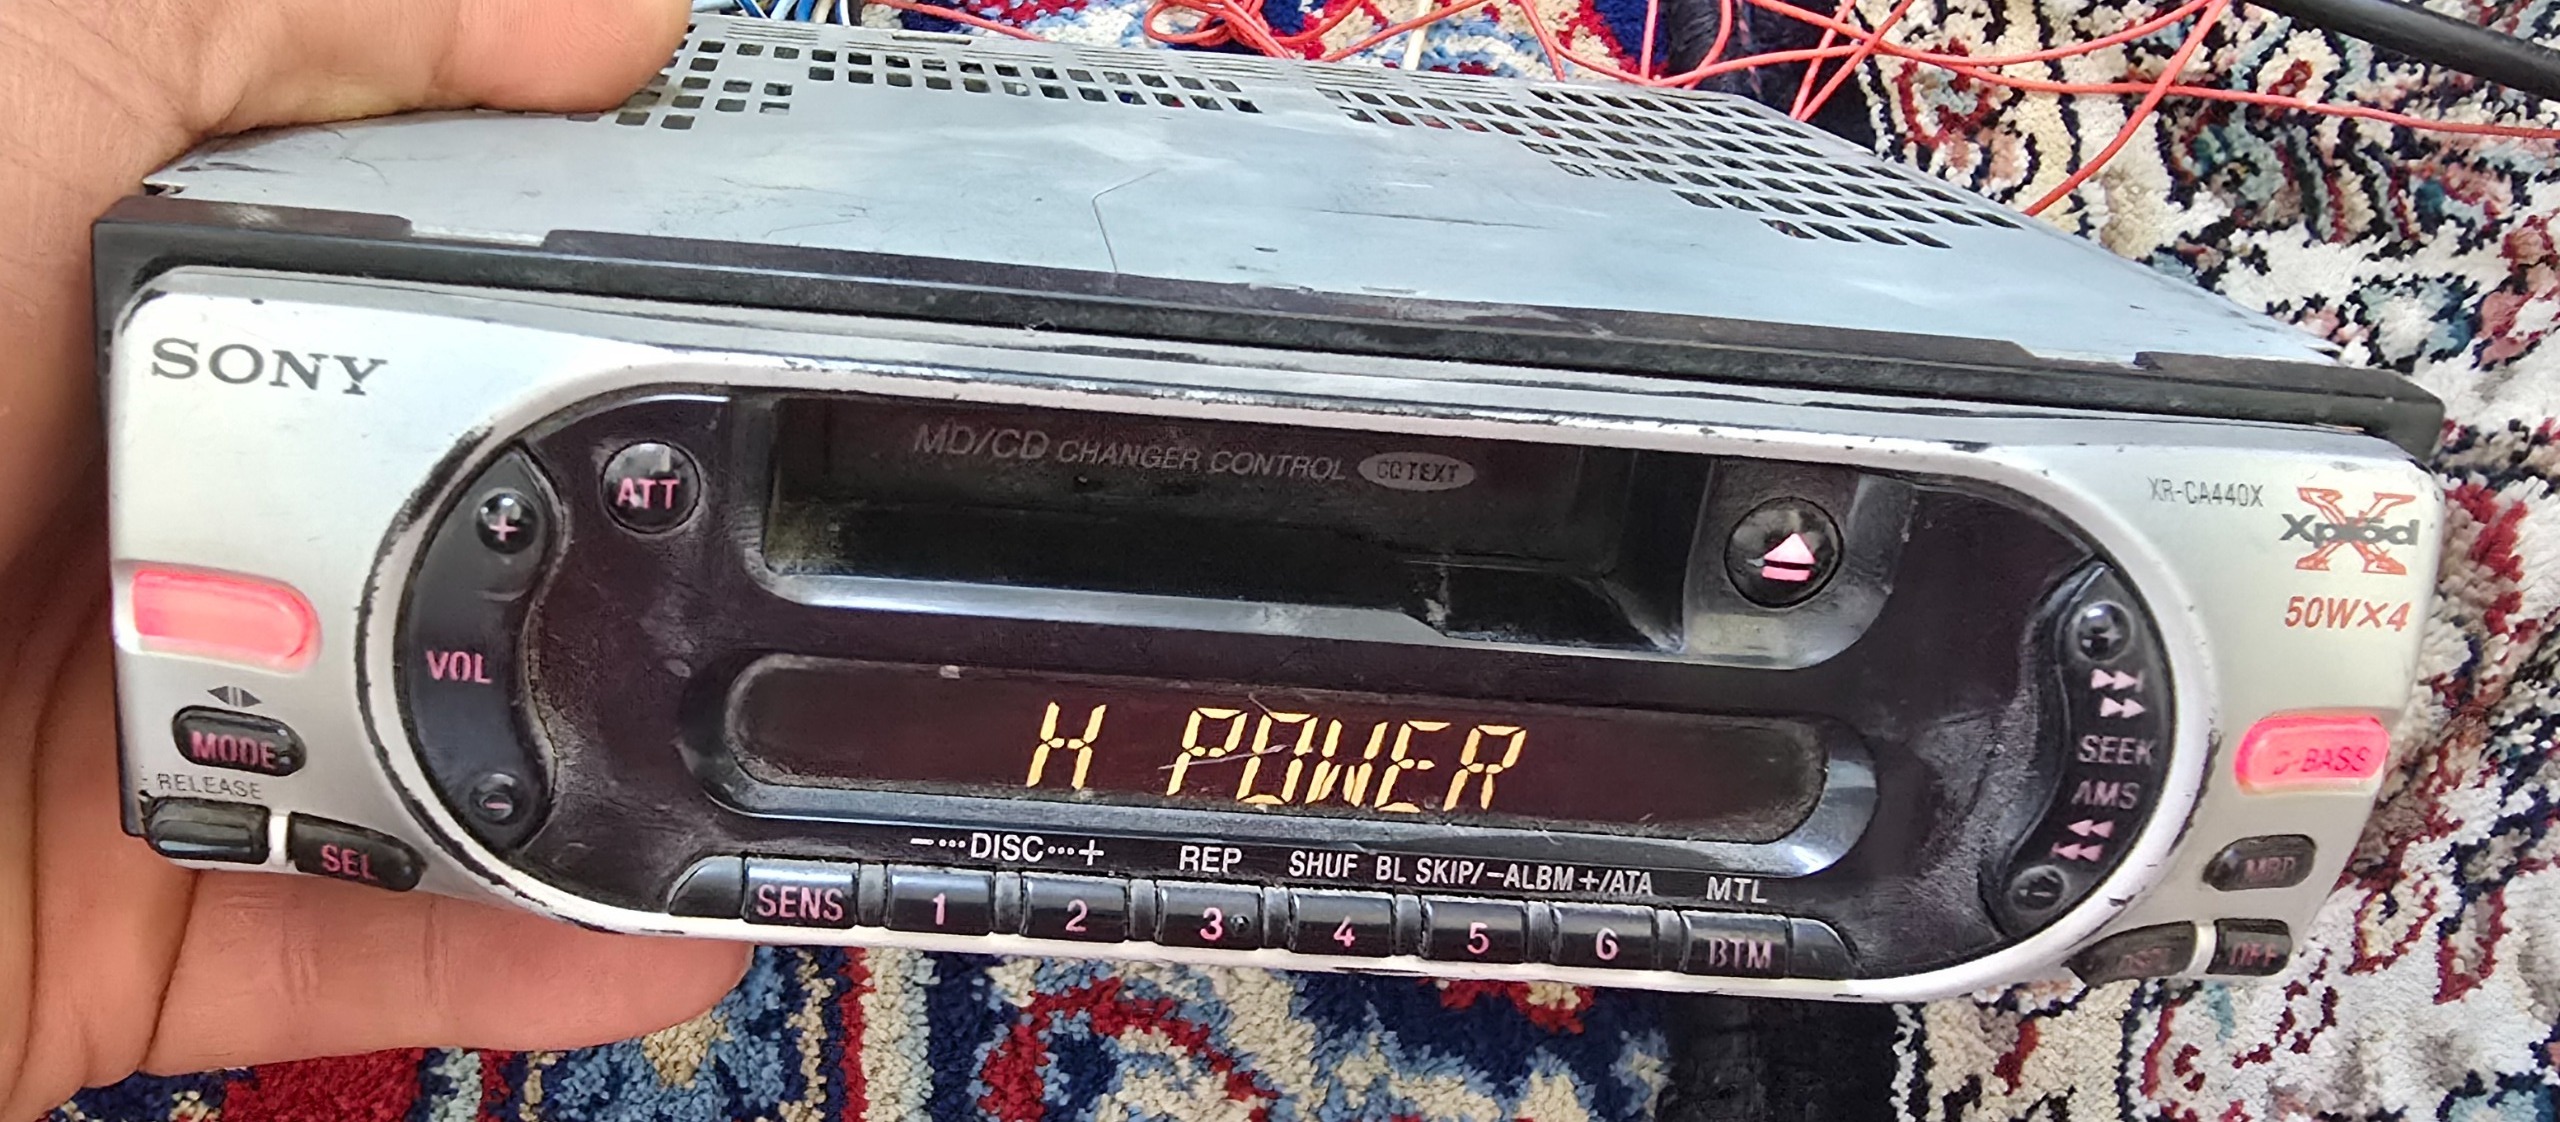 SONY
MD/CD CHANGER CONTROL CD TEXT
XR-CA440X
Xplod
50W×4
ATT
+
VOL
-
MODE
RELEASE
SEL
H POWER
+
SEEK
AMS
-
D-BASS
- DISC +
REP
SHUF
BL SKIP/-ALBM+/ATA
MTL
SENS
1
2
3
4
5
6
BTM
OFF